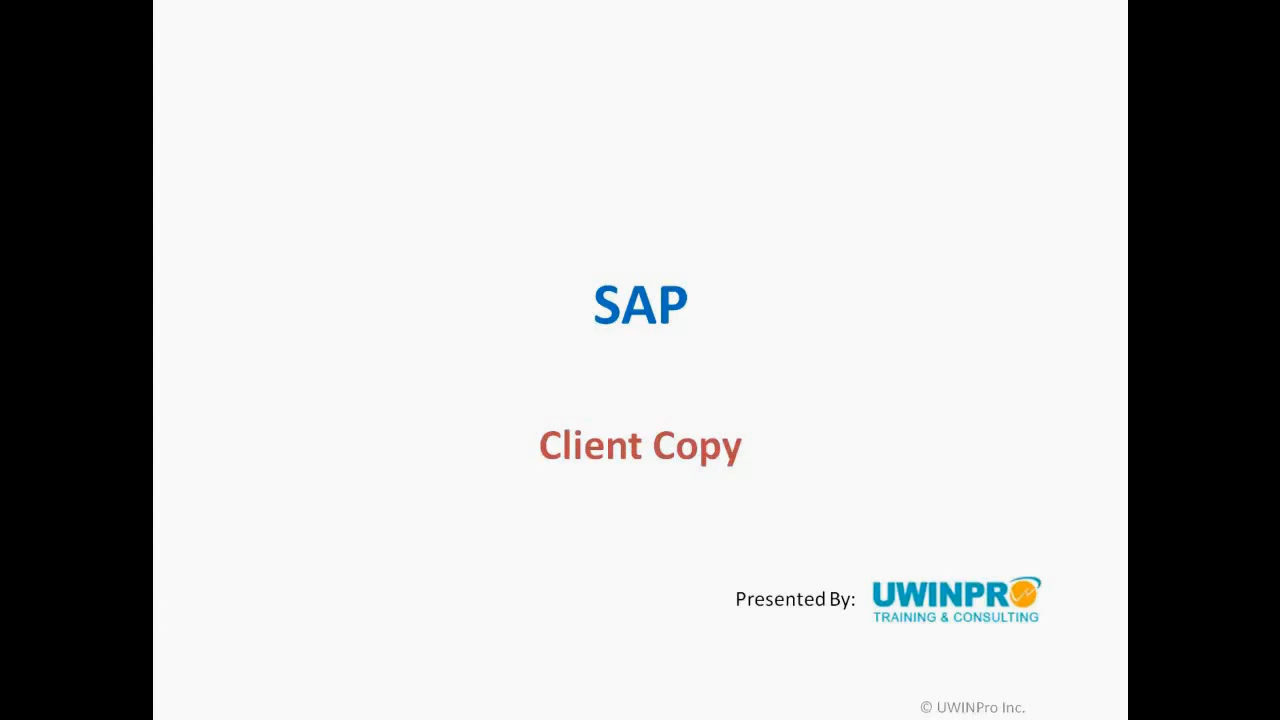 SAP
Client Copy
Presented By: UWINPRO
TRAINING & CONSULTING
© UWINPro Inc.